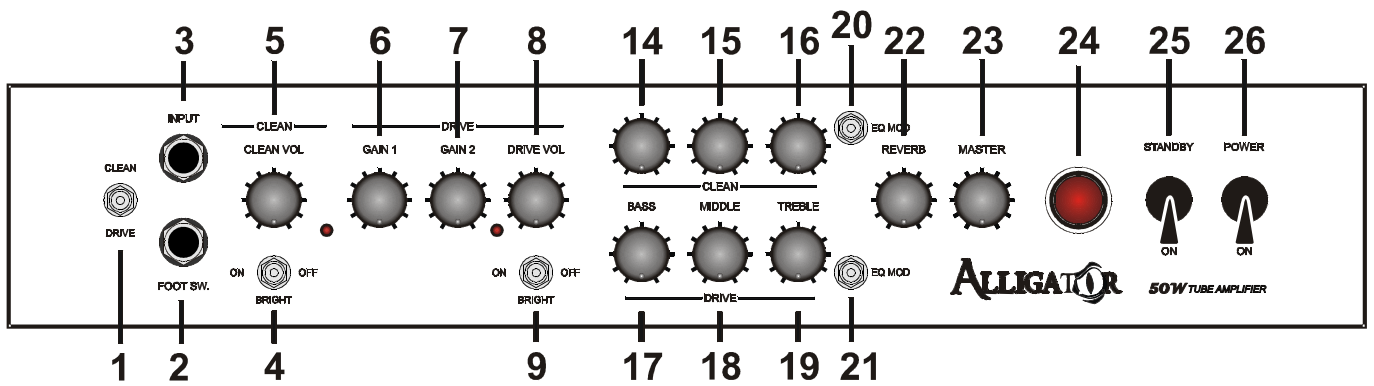 3 5 6 7 8 14 15 16 20 22 23 24 25 26
INPUT
CLEAN
DRIVE
CLEAN VOL
GAIN 1
GAIN 2
DRIVE VOL
EQ MOD
REVERB
MASTER
STANDBY
POWER
CLEAN
DRIVE
CLEAN
BASS
MIDDLE
TREBLE
ON
ON
ON OFF
BRIGHT
ON OFF
BRIGHT
EQ MOD
FOOT SW.
DRIVE
ALLIGATOR
50W TUBE AMPLIFIER
1 2 4 9 17 18 19 21